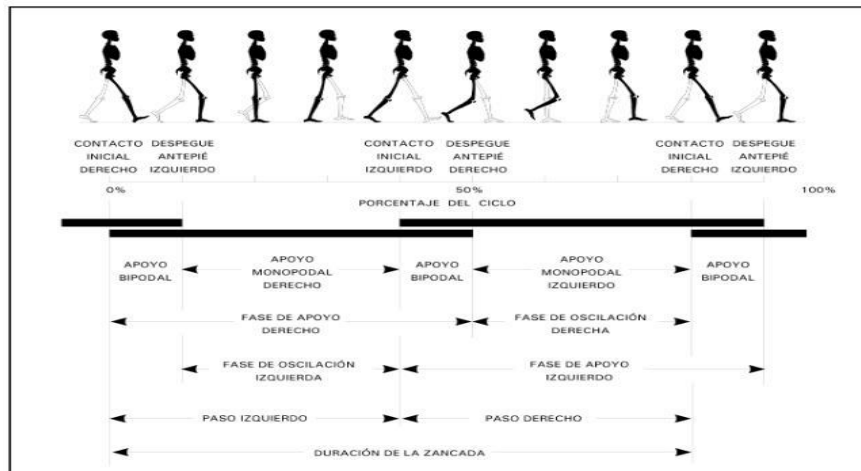 CONTACTO INICIAL DERECHO
DESPEGUE ANTEPIÉ IZQUIERDO
CONTACTO INICIAL IZQUIERDO
DESPEGUE ANTEPIÉ DERECHO
CONTACTO INICIAL DERECHO
DESPEGUE ANTEPIÉ IZQUIERDO
0% 50% 100%
PORCENTAJE DEL CICLO
APOYO BIPODAL
APOYO MONOPODAL DERECHO
APOYO BIPODAL
APOYO MONOPODAL IZQUIERDO
APOYO BIPODAL
FASE DE APOYO DERECHO
FASE DE OSCILACIÓN DERECHA
FASE DE OSCILACIÓN IZQUIERDA
FASE DE APOYO IZQUIERDO
PASO IZQUIERDO
PASO DERECHO
DURACIÓN DE LA ZANCADA